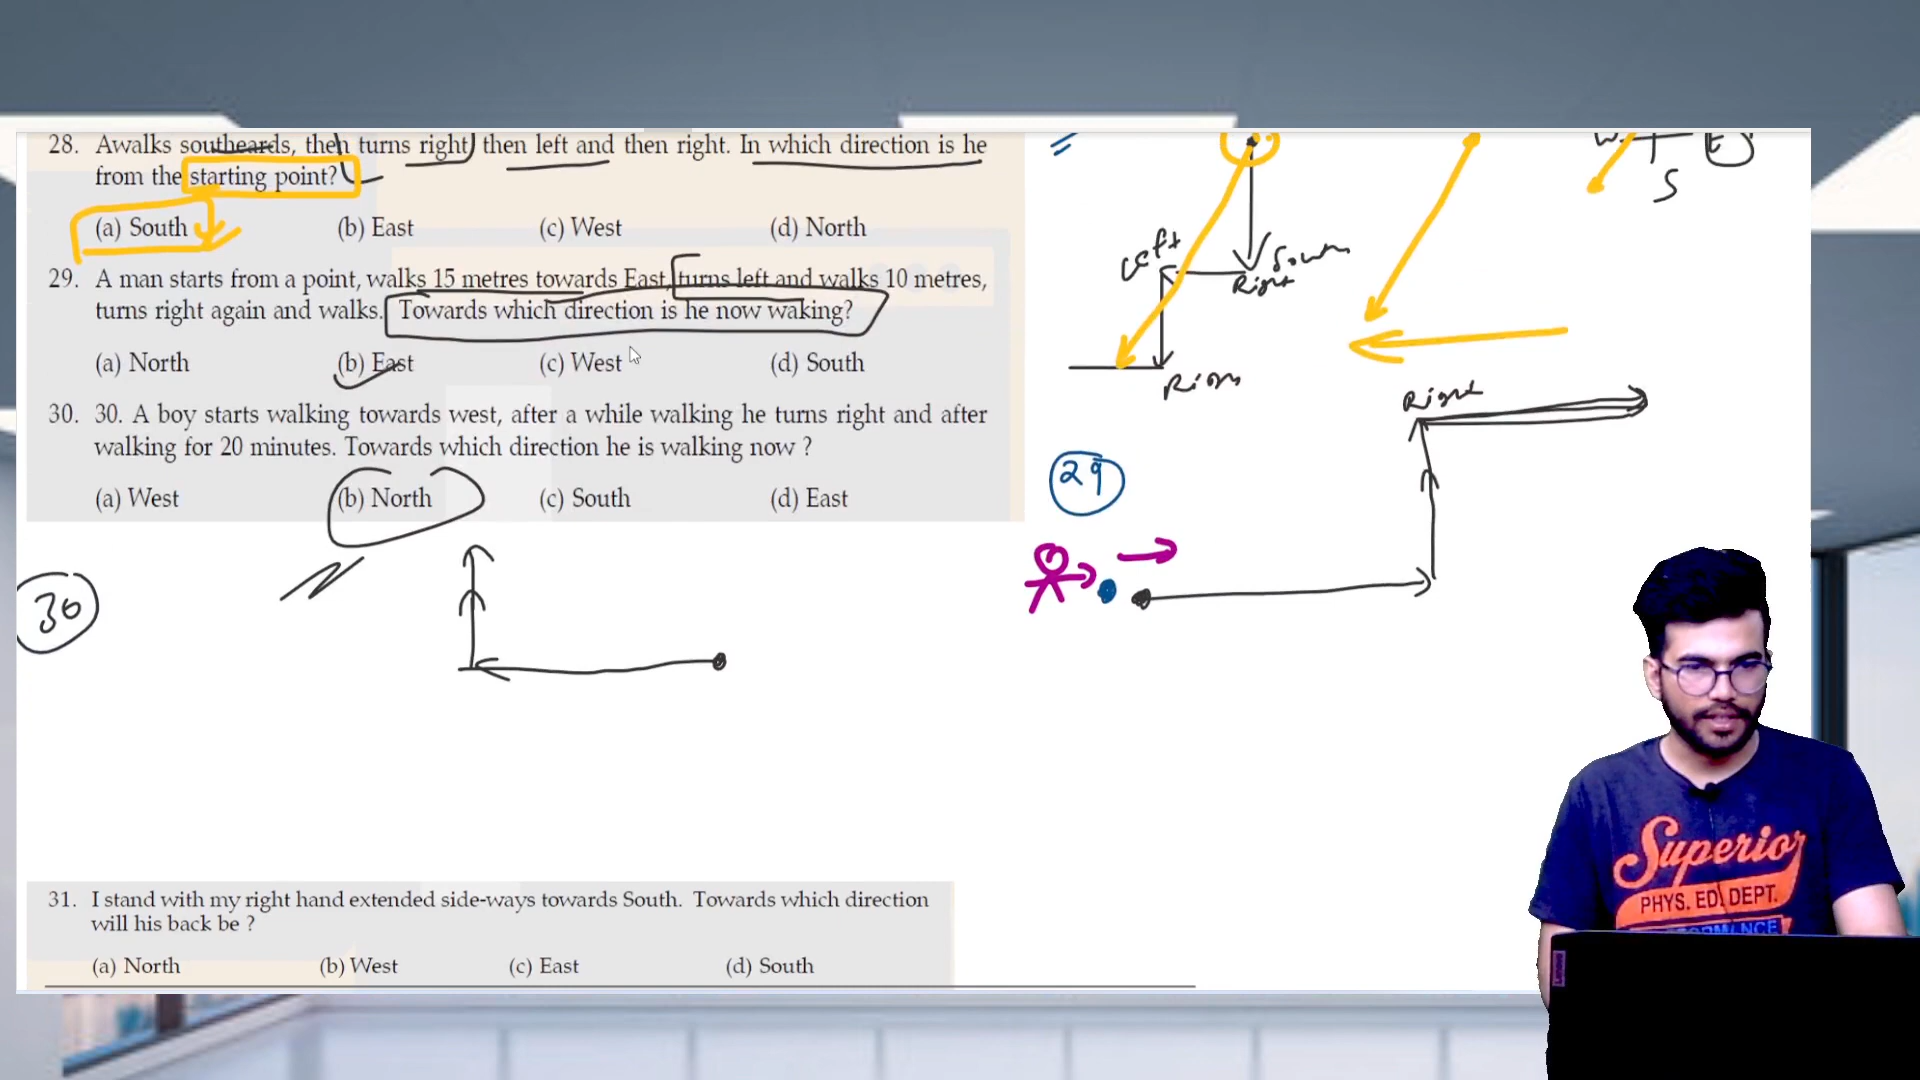 28. Awalks southeards, then turns right then left and then right. In which direction is he
from the starting point?
(a) South (b) East (c) West (d) North
29. A man starts from a point, walks 15 metres towards East, turns left and walks 10 metres,
turns right again and walks. Towards which direction is he now waking?
(a) North (b) East (c) West (d) South
30. 30. A boy starts walking towards west, after a while walking he turns right and after
walking for 20 minutes. Towards which direction he is walking now ?
(a) West (b) North (c) South (d) East
30
31. I stand with my right hand extended side-ways towards South. Towards which direction
will his back be ?
(a) North (b) West (c) East (d) South
W
E
S
Left
South
Right
Right
29
Superior
PHYS. ED. DEPT.